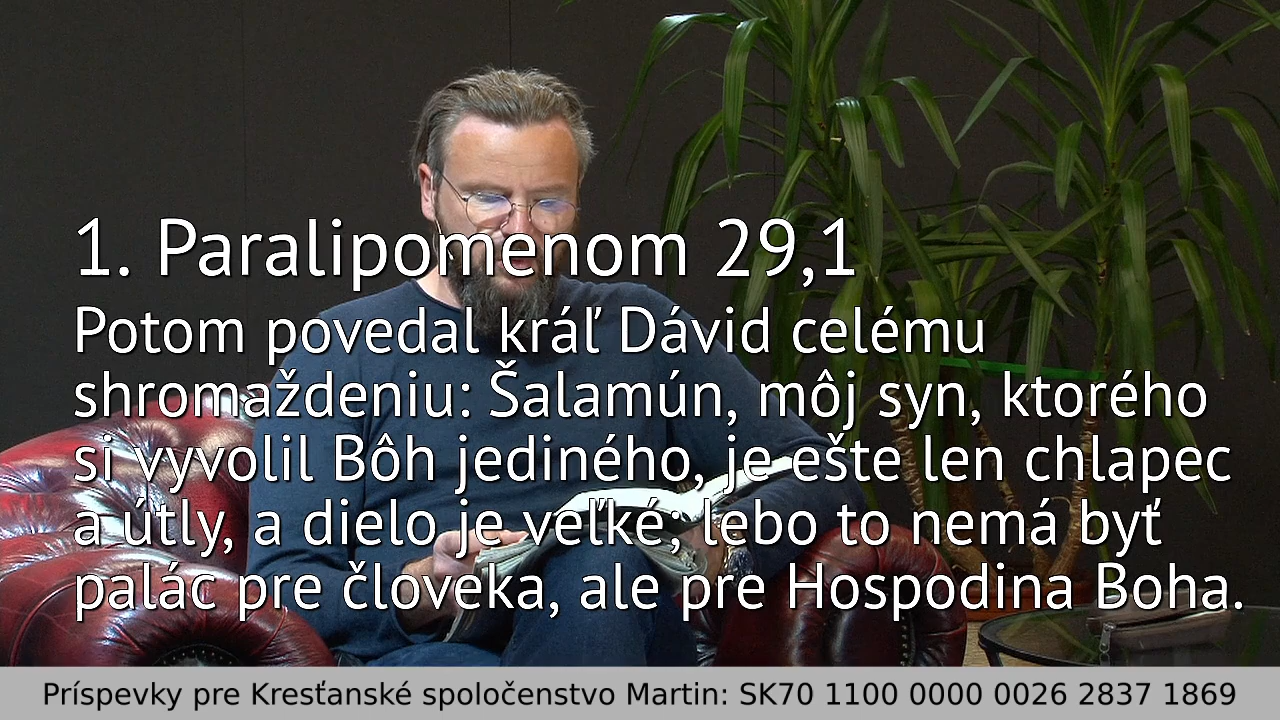 1. Paralipomenom 29,1
Potom povedal kráľ Dávid celému
shromaždeniu: Šalamún, môj syn, ktorého
si vyvolil Bôh jediného, je ešte len chlapec
a útly, a dielo je veľké; lebo to nemá byť
palác pre človeka, ale pre Hospodina Boha.
Príspevky pre Kresťanské spoločenstvo Martin: SK70 1100 0000 0026 2837 1869